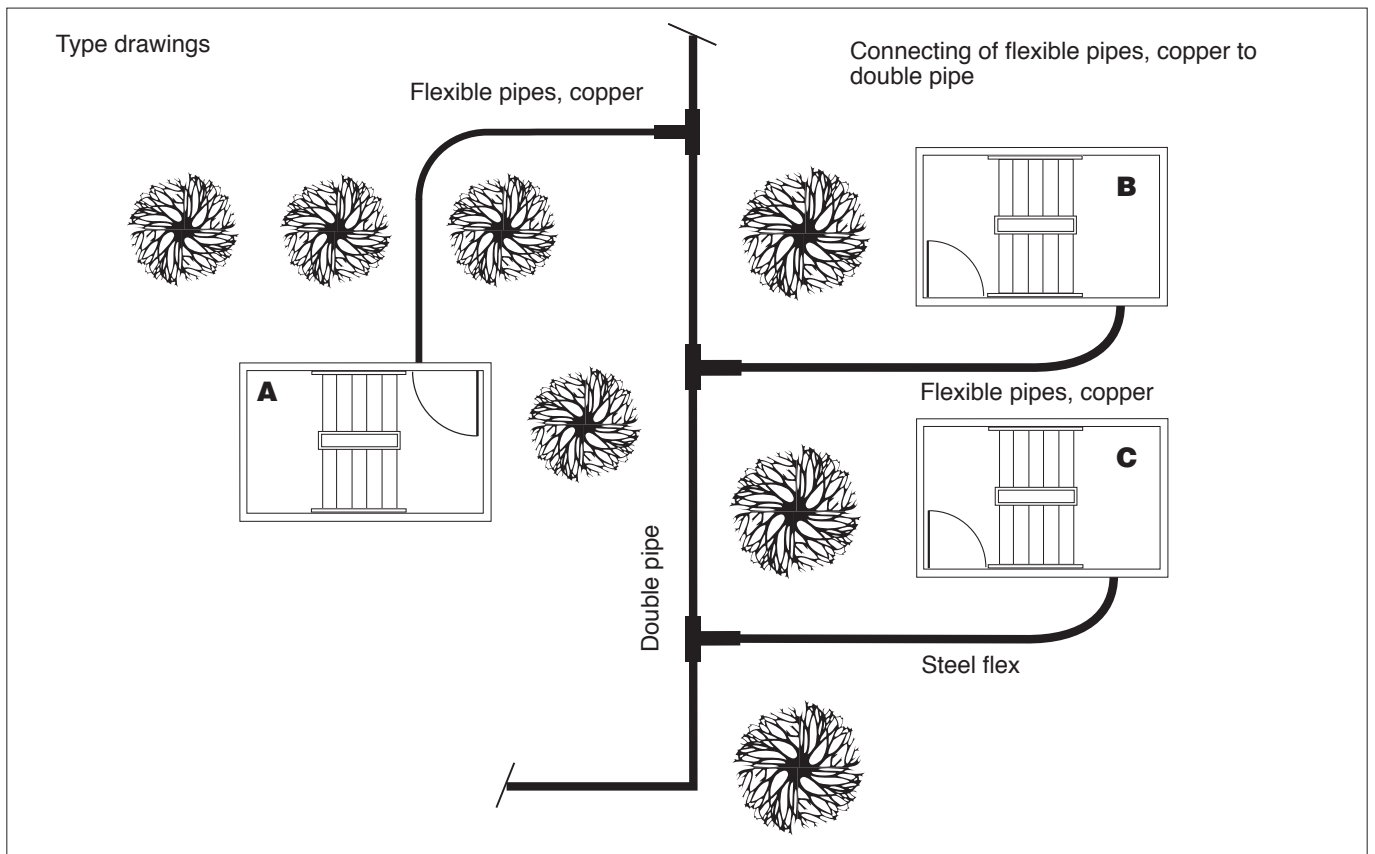 Type drawings
Connecting of flexible pipes, copper to
double pipe
Flexible pipes, copper
B
A
Flexible pipes, copper
C
Double pipe
Steel flex